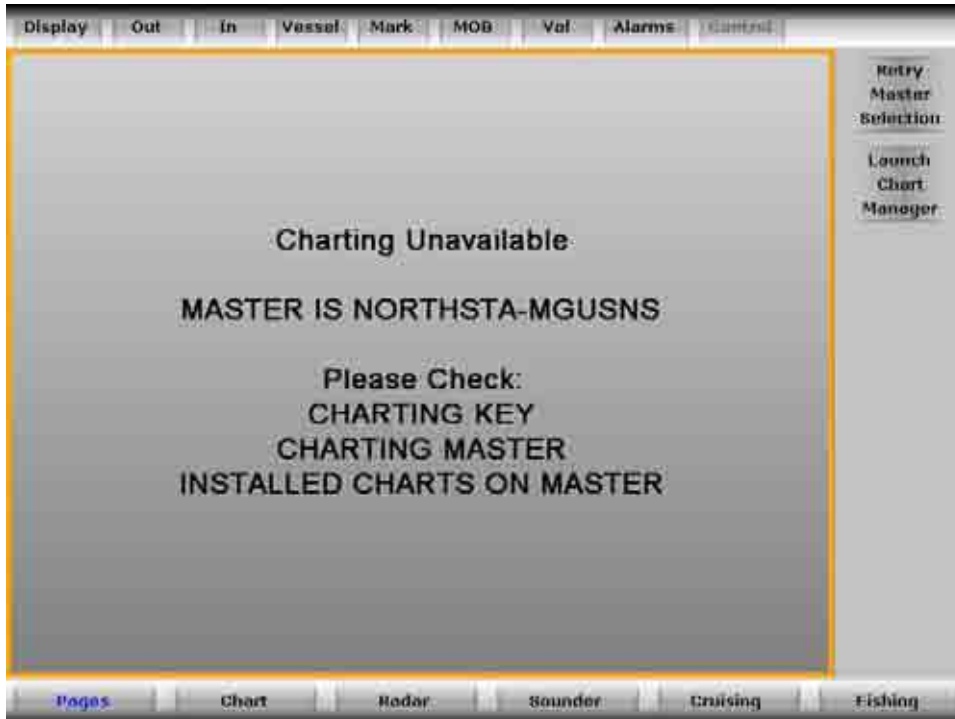 Display Out In Vessel Mark MOB Vol Alarms Control
Retry
Master
Selection
Launch
Chart
Manager
Charting Unavailable
MASTER IS NORTHSTA-MGUSNS
Please Check:
CHARTING KEY
CHARTING MASTER
INSTALLED CHARTS ON MASTER
Pages Chart Radar Sounder Cruising Fishing